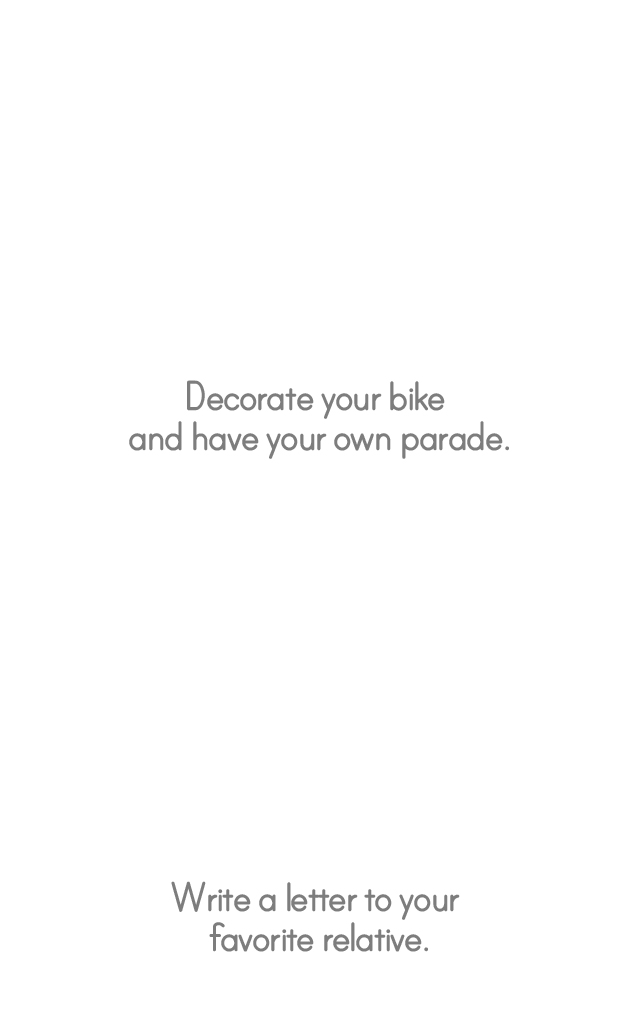 Decorate your bike
and have your own parade.
Write a letter to your
favorite relative.